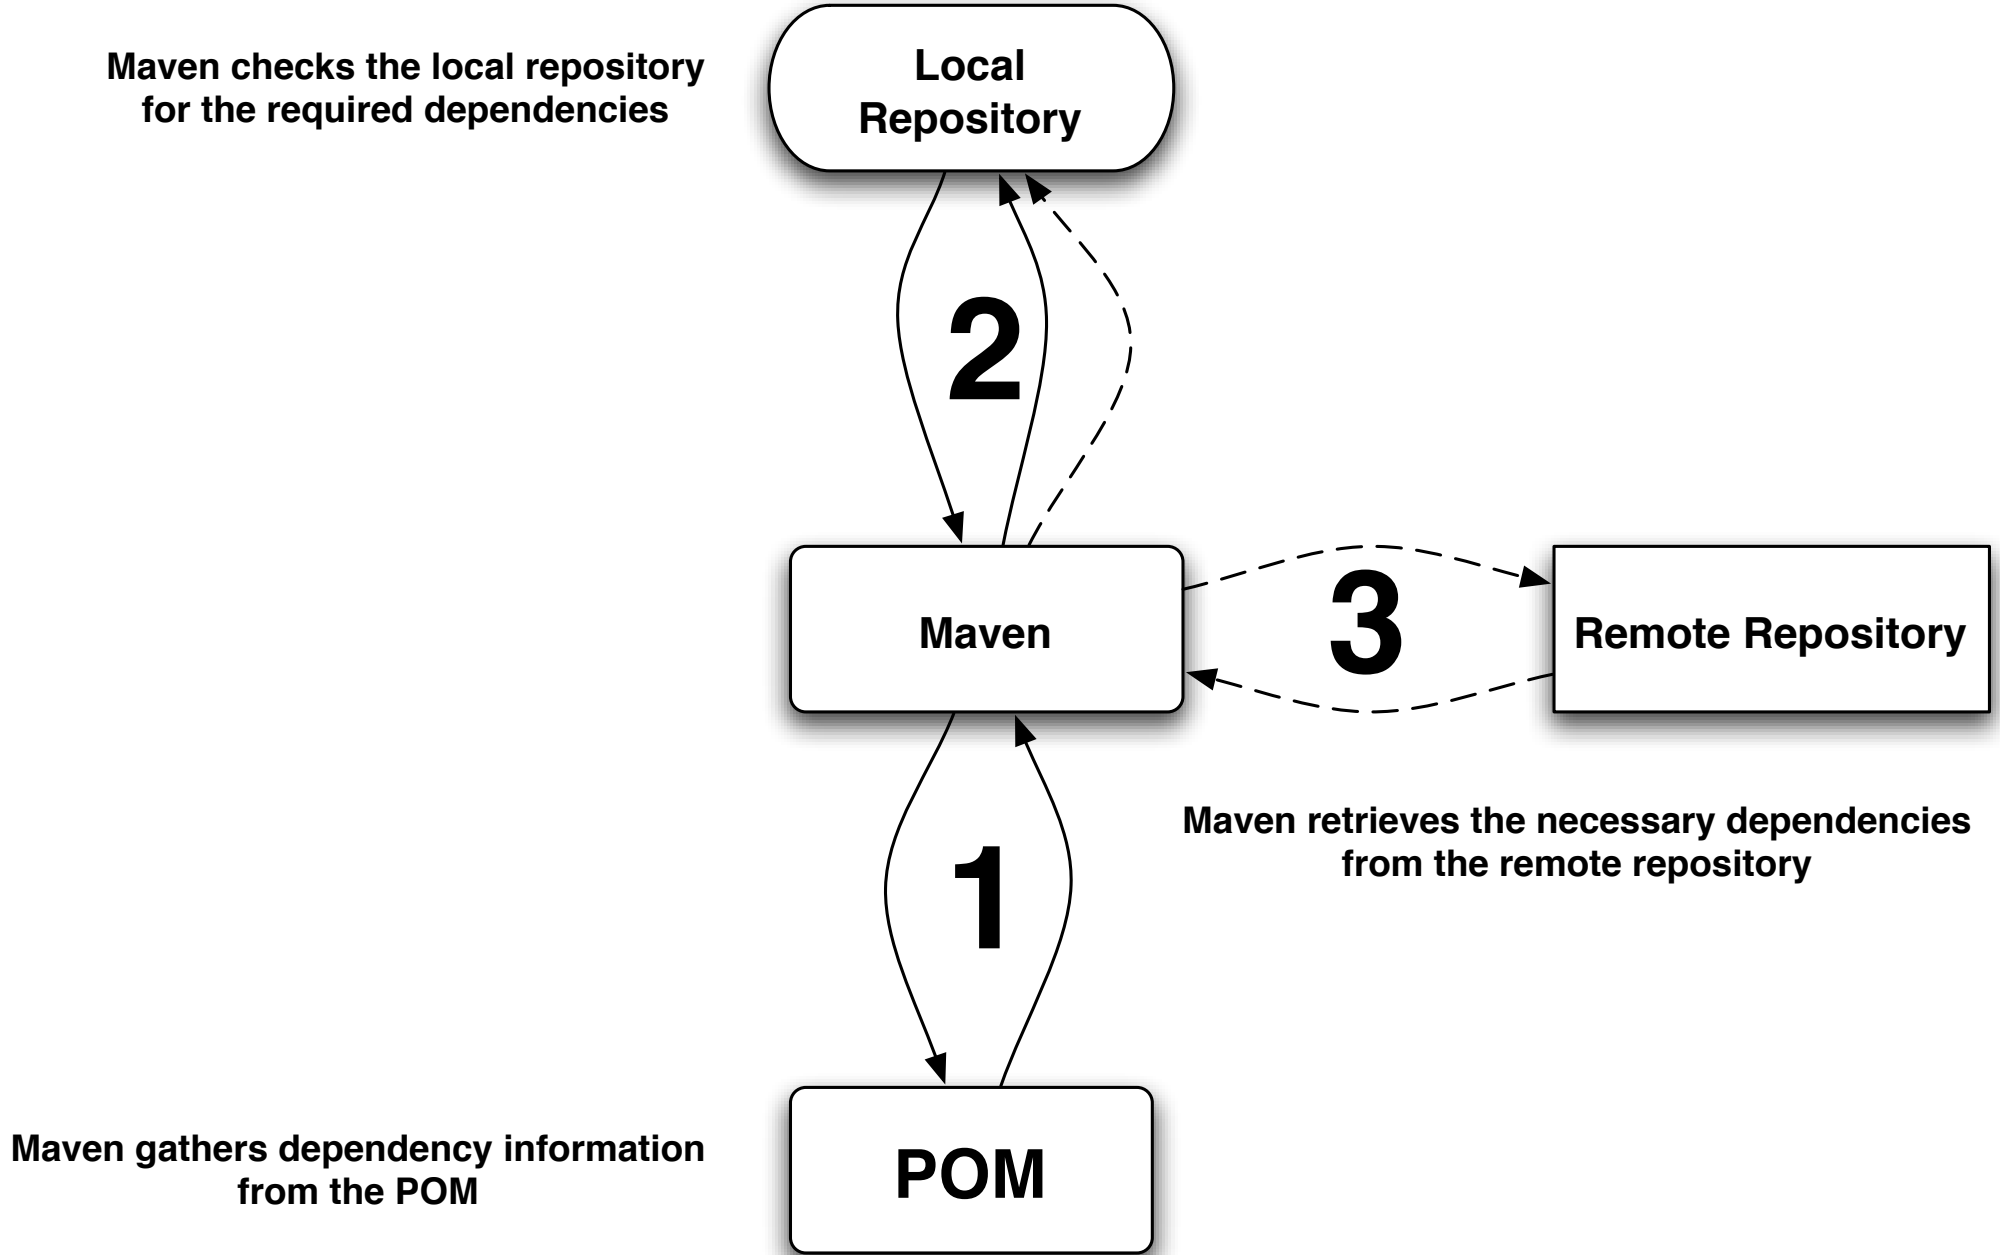 Maven checks the local repository
for the required dependencies
Local
Repository
2
Maven
3
Remote Repository
Maven retrieves the necessary dependencies
from the remote repository
1
Maven gathers dependency information
from the POM
POM